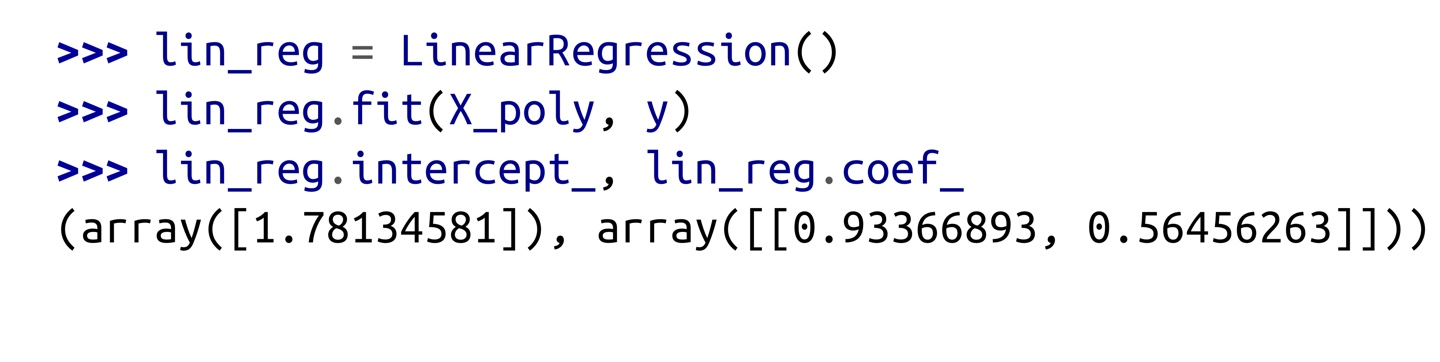 >>> lin_reg = LinearRegression()
>>> lin_reg.fit(X_poly, y)
>>> lin_reg.intercept_, lin_reg.coef_
(array([1.78134581]), array([[0.93366893, 0.56456263]]))